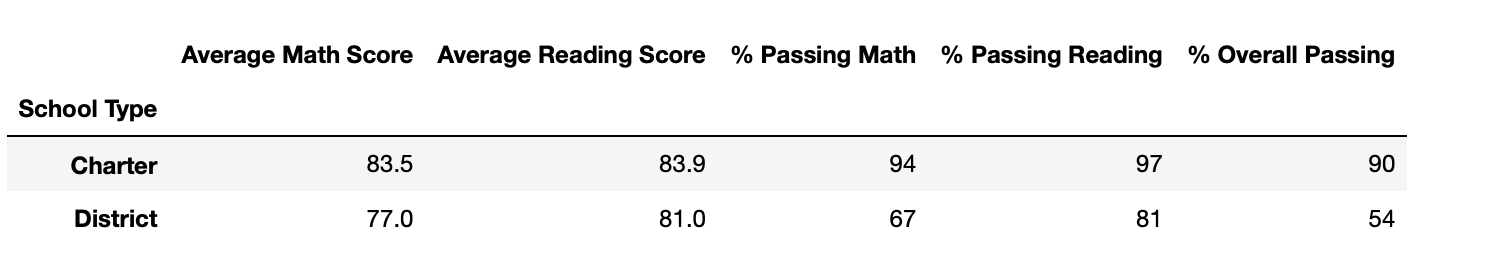 Average Math Score Average Reading Score % Passing Math % Passing Reading % Overall Passing
School Type
Charter 83.5 83.9 94 97 90
District 77.0 81.0 67 81 54